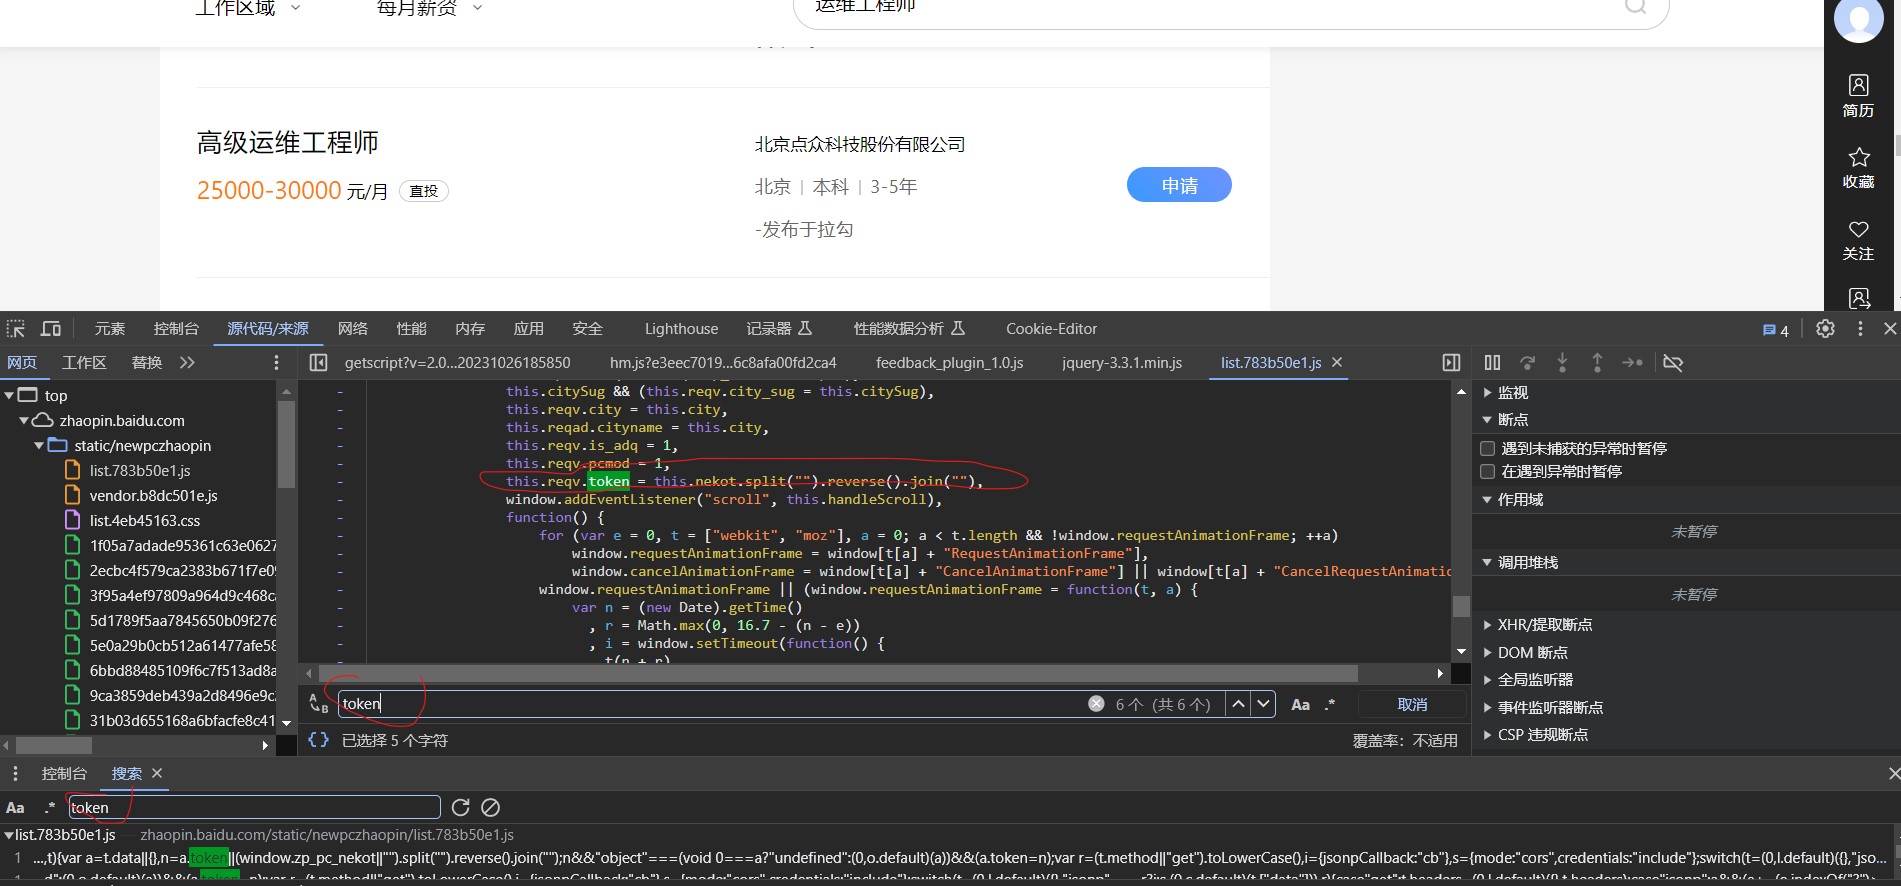 工作区域
每月薪资
运维工程师
高级运维工程师
25000-30000 元/月 直投
北京点众科技股份有限公司
北京 | 本科 | 3-5年
-发布于拉勾
申请
简历
收藏
关注
元素 控制台 源代码/来源 网络 性能 内存 应用 安全 Lighthouse 记录器 性能数据分析 Cookie-Editor 4
网页 工作区 替换
getscript?v=2.0...20231026185850 hm.js?e3eec7019...6c8afa00fd2ca4 feedback_plugin_1.0.js jquery-3.3.1.min.js list.783b50e1.js
top
zhaopin.baidu.com
static/newpczhaopin
list.783b50e1.js
vendor.b8dc501e.js
list.4eb45163.css
1f05a7adade95361c63e0627
2ecbc4f579ca2383b671f7e09
3f95a4ef97809a964d9c468c
5d1789f5aa7845650b09f276
5e0a29b0cb512a61477afe58
6bbd88485109f6c7f513ad8a
9ca3859deb439a2d8496e9c
31b03d655168a6bfacfe8c41
this.citySug && (this.reqv.city_sug = this.citySug),
this.reqv.city = this.city,
this.reqad.cityname = this.city,
this.reqv.is_adq = 1,
this.reqv.pcmod = 1,
this.reqv.token = this.nekot.split("").reverse().join(""),
window.addEventListener("scroll", this.handleScroll),
function() {
for (var e = 0, t = ["webkit", "moz"], a = 0; a < t.length && !window.requestAnimationFrame; ++a)
window.requestAnimationFrame = window[t[a] + "RequestAnimationFrame"],
window.cancelAnimationFrame = window[t[a] + "CancelAnimationFrame"] || window[t[a] + "CancelRequestAnimatio
window.requestAnimationFrame || (window.requestAnimationFrame = function(t, a) {
var n = (new Date).getTime()
, r = Math.max(0, 16.7 - (n - e))
, i = window.setTimeout(function() {
t(n + r)
token 6 个 (共 6 个) Aa .* 取消
{} 已选择 5 个字符 覆盖率：不适用
监视
断点
遇到未捕获的异常时暂停
在遇到异常时暂停
作用域
未暂停
调用堆栈
未暂停
XHR/提取断点
DOM 断点
全局监听器
事件监听器断点
CSP 违规断点
控制台 搜索
Aa .* token
list.783b50e1.js — zhaopin.baidu.com/static/newpczhaopin/list.783b50e1.js
1 ...,t){var a=t.data||{},n=a.token||(window.zp_pc_nekot||"").split("").reverse().join("");n&&"object"===(void 0===a?"undefined":(0,o.default)(a))&&(a.token=n);var r=(t.method||"get").toLowerCase(),i={jsonpCallback:"cb"},s={mode:"cors",credentials:"include"};switch(t=(0,l.default)({},"jso...